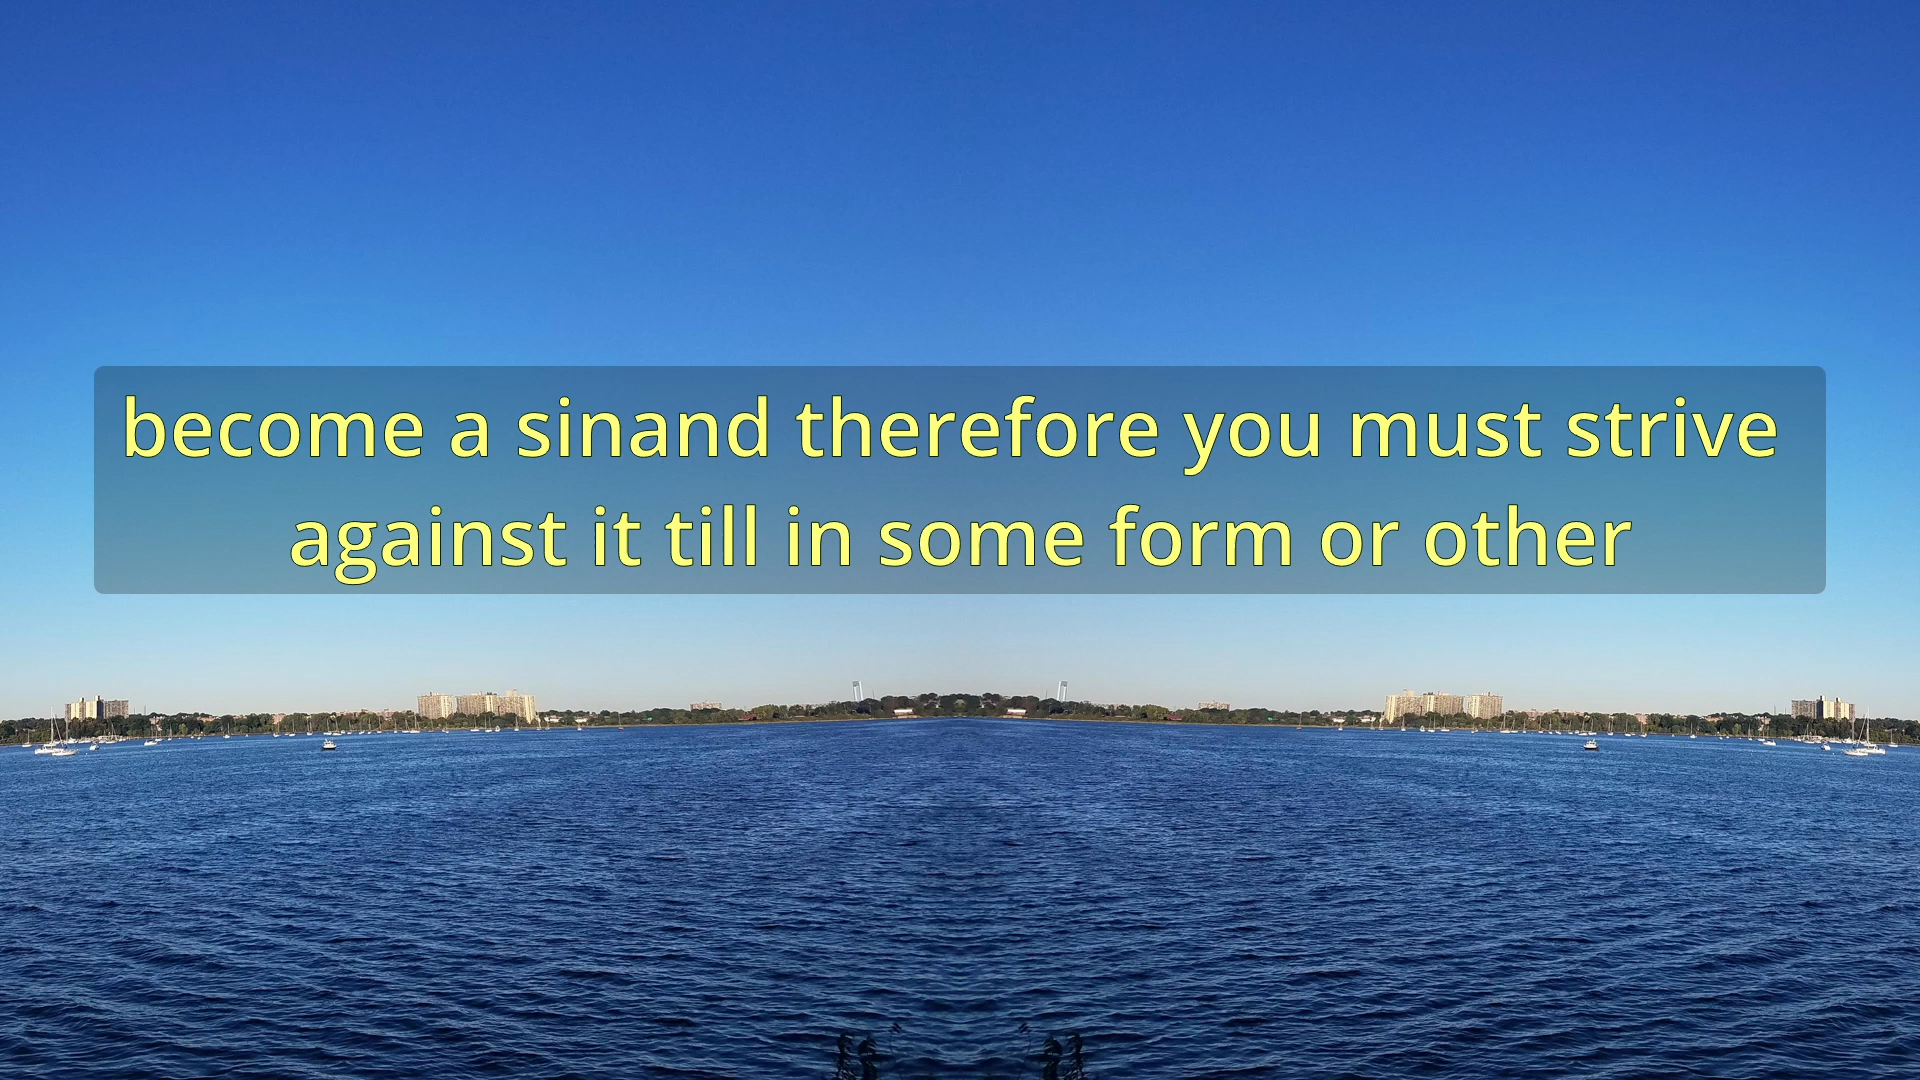 become a sinand therefore you must strive
against it till in some form or other